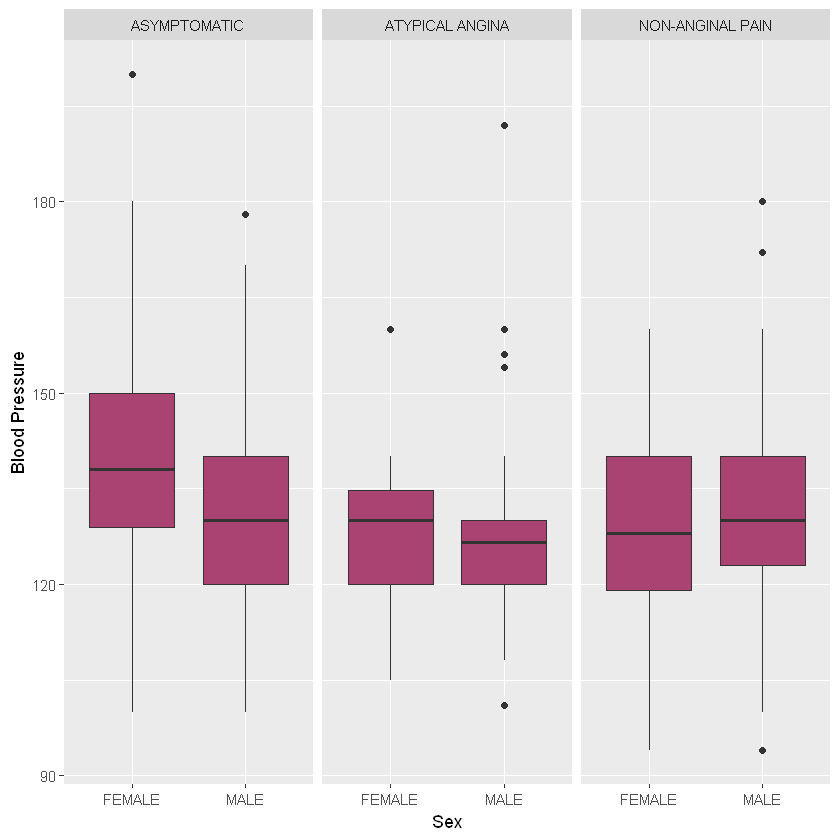 ASYMPTOMATIC ATYPICAL ANGINA NON-ANGINAL PAIN
180
150
120
90
Blood Pressure
FEMALE MALE FEMALE MALE FEMALE MALE
Sex